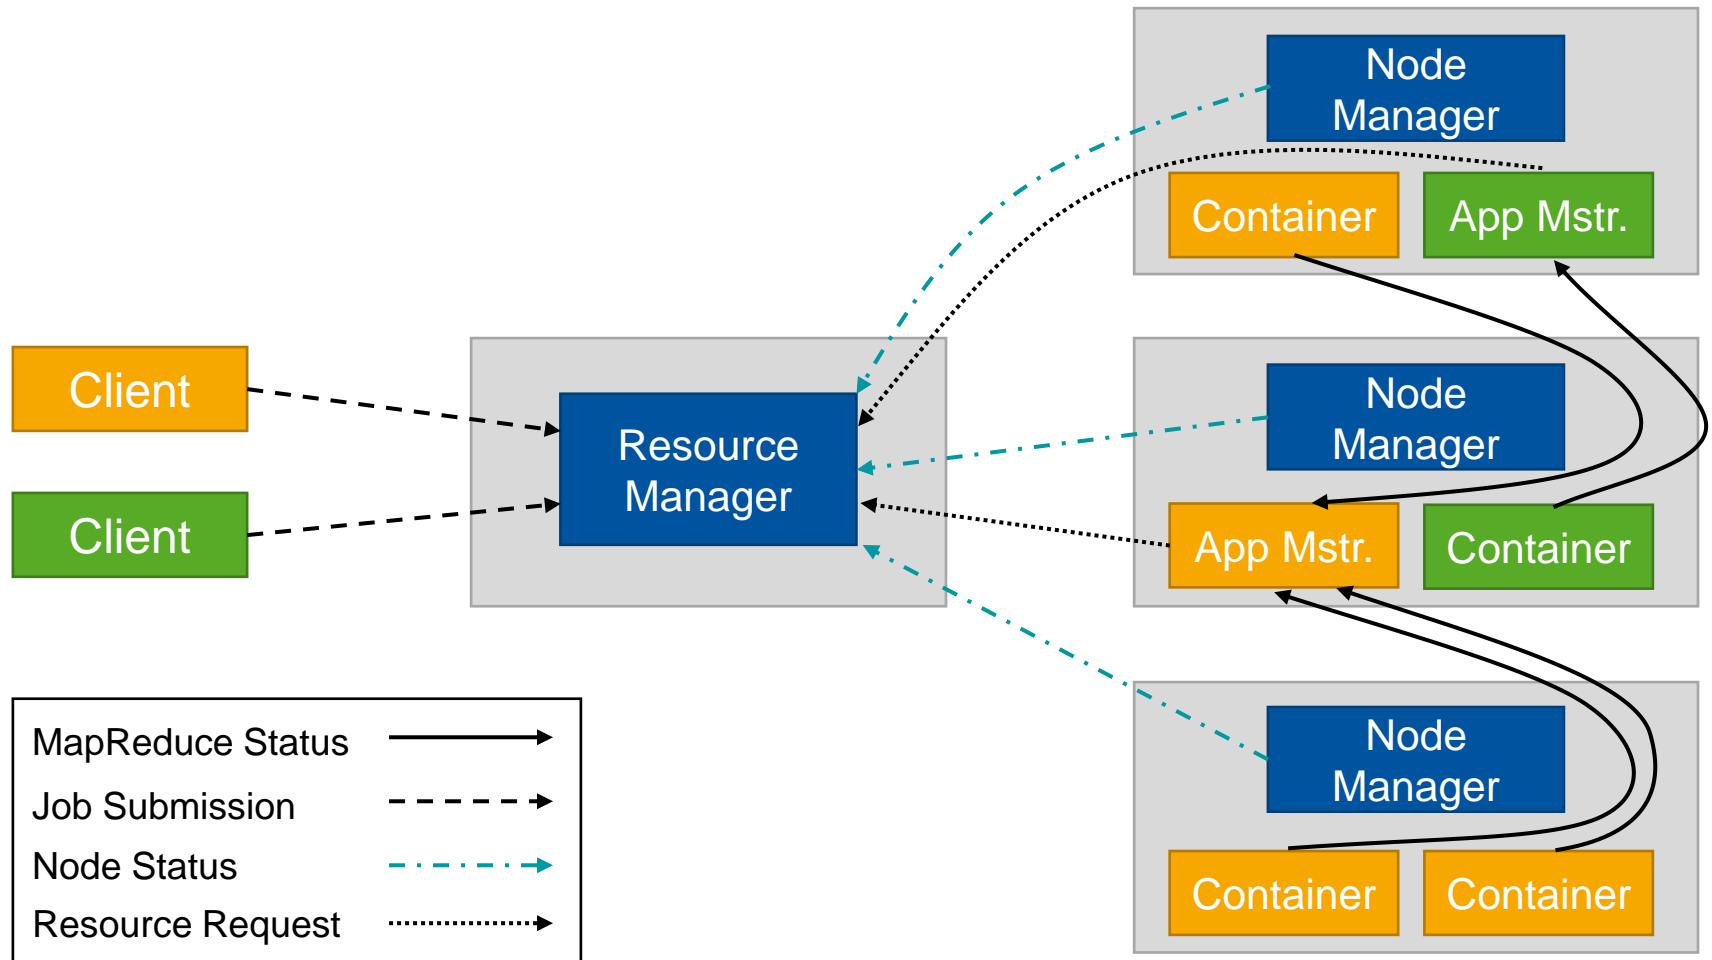 Node
Manager
Container
App Mstr.
Client
Client
Resource
Manager
Node
Manager
App Mstr.
Container
Node
Manager
Container
Container
MapReduce Status
Job Submission
Node Status
Resource Request